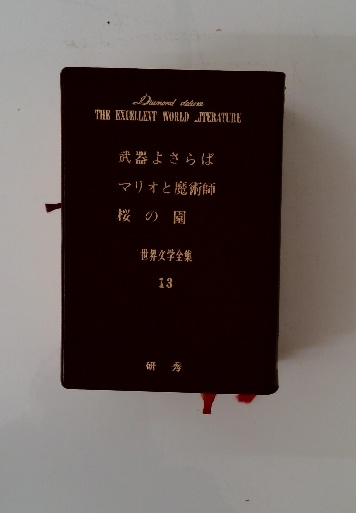 Diamond deluxe
THE EXCELLENT WORLD LITERATURE
武器よさらば
マリオと魔術師
桜の園
世界文学全集
13
研秀